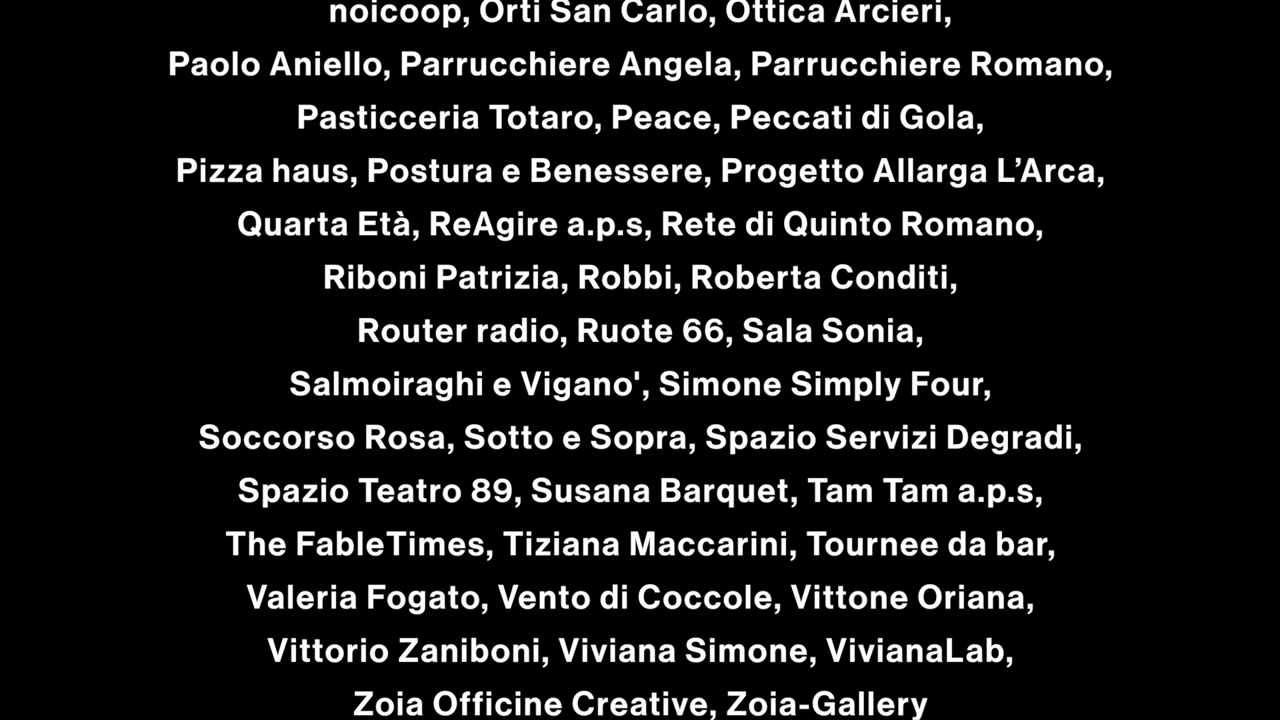 noicoop, Orti San Carlo, Ottica Arcieri,
Paolo Aniello, Parrucchiere Angela, Parrucchiere Romano,
Pasticceria Totaro, Peace, Peccati di Gola,
Pizza haus, Postura e Benessere, Progetto Allarga L’Arca,
Quarta Età, ReAgire a.p.s, Rete di Quinto Romano,
Riboni Patrizia, Robbi, Roberta Conditi,
Router radio, Ruote 66, Sala Sonia,
Salmoiraghi e Vigano', Simone Simply Four,
Soccorso Rosa, Sotto e Sopra, Spazio Servizi Degradi,
Spazio Teatro 89, Susana Barquet, Tam Tam a.p.s,
The FableTimes, Tiziana Maccarini, Tournee da bar,
Valeria Fogato, Vento di Coccole, Vittone Oriana,
Vittorio Zaniboni, Viviana Simone, VivianaLab,
Zoia Officine Creative, Zoia-Gallery